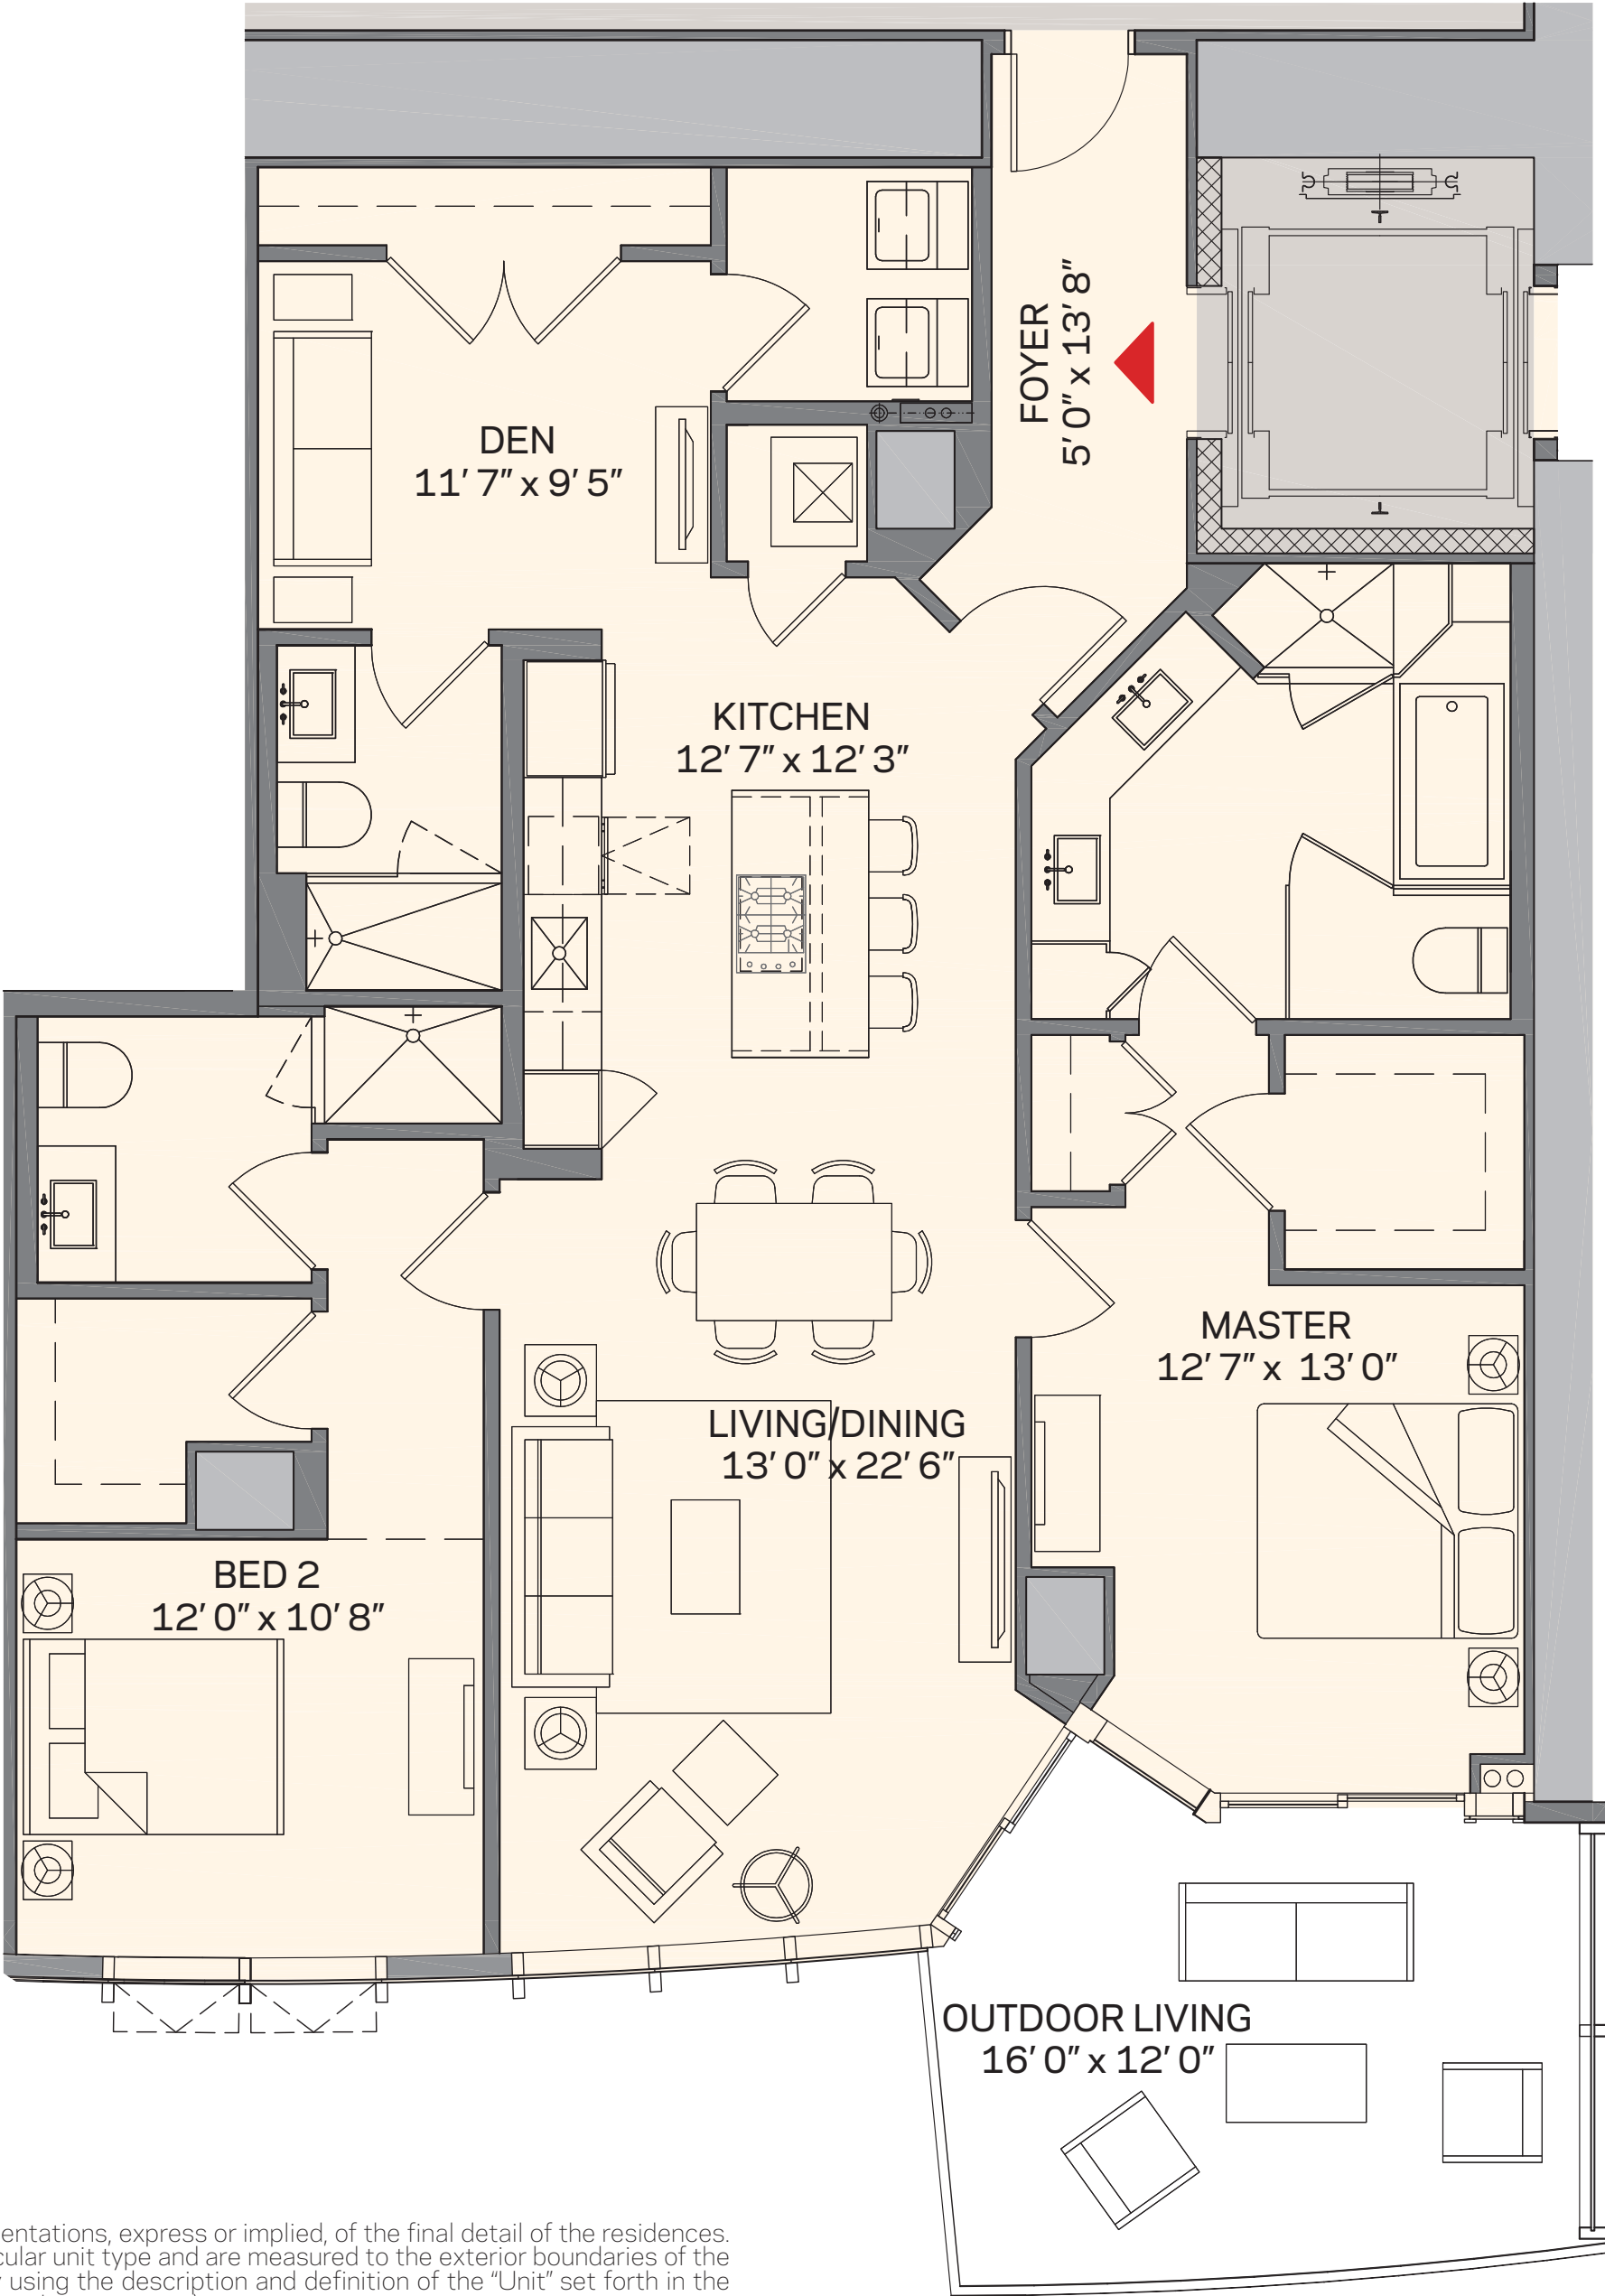 FOYER
5' 0" x 13' 8"
DEN
11' 7" x 9' 5"
KITCHEN
12' 7" x 12' 3"
MASTER
12' 7" x 13' 0"
LIVING/DINING
13' 0" x 22' 6"
BED 2
12' 0" x 10' 8"
OUTDOOR LIVING
16' 0" x 12' 0"
entations, express or implied, of the final detail of the residences.
cular unit type and are measured to the exterior boundaries of the
using the description and definition of the “Unit” set forth in the